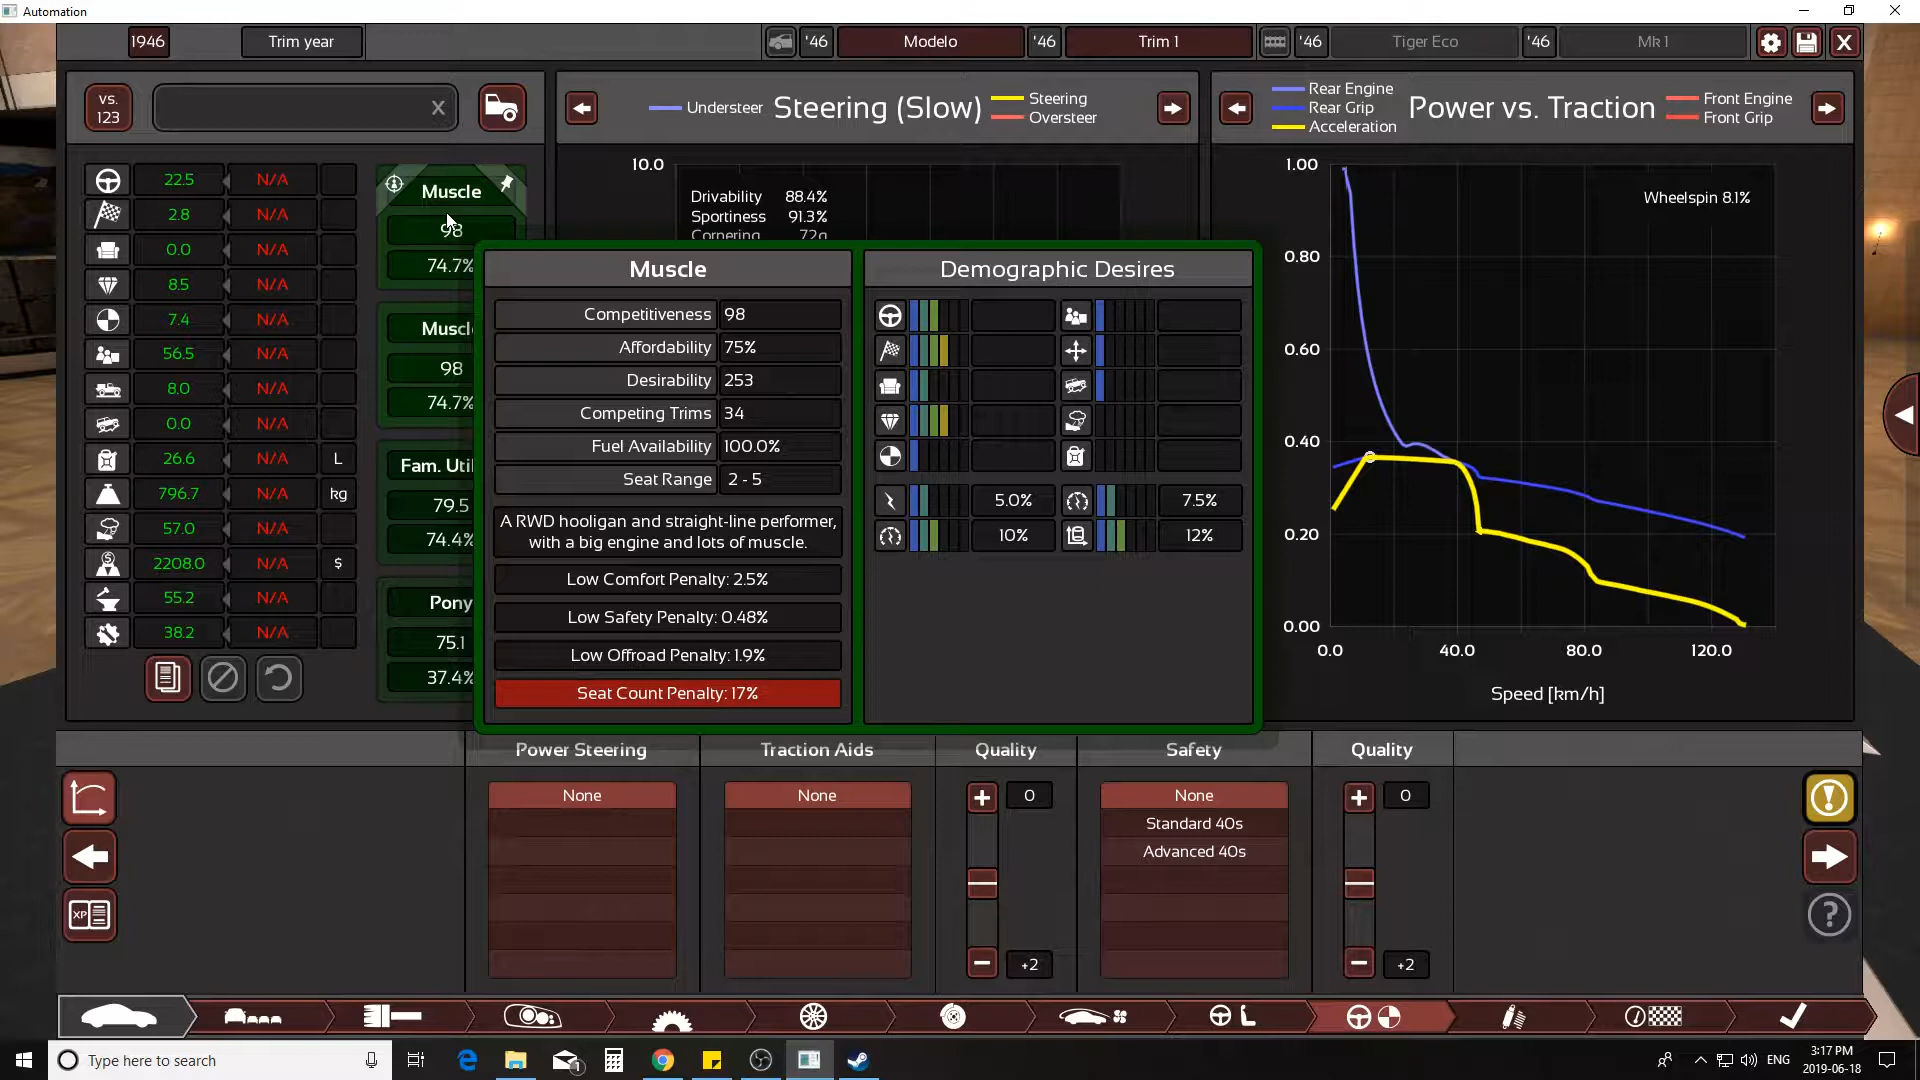 Automation
1946
Trim year
'46
Modelo
'46
Trim 1
'46
Tiger Eco
'46
Mk 1
X
vs.
123
X
22.5 N/A
2.8 N/A
0.0 N/A
8.5 N/A
7.4 N/A
56.5 N/A
8.0 N/A
0.0 N/A
26.6 N/A L
796.7 N/A kg
57.0 N/A
2208.0 N/A $
55.2 N/A
38.2 N/A
Muscle
98
74.7%
98
74.7%
79.5
74.4%
Pony
75.1
37.4%
Understeer
Steering (Slow)
Steering
Oversteer
10.0
Drivability 88.4%
Sportiness 91.3%
Cornering .72g
Rear Engine
Rear Grip
Acceleration
Power vs. Traction
Front Engine
Front Grip
1.00
0.80
0.60
0.40
0.20
0.00
Wheelspin 8.1%
0.0 40.0 80.0 120.0
Speed [km/h]
Muscle
Competitiveness 98
Affordability 75%
Desirability 253
Competing Trims 34
Fuel Availability 100.0%
Seat Range 2 - 5
A RWD hooligan and straight-line performer,
with a big engine and lots of muscle.
Low Comfort Penalty: 2.5%
Low Safety Penalty: 0.48%
Low Offroad Penalty: 1.9%
Seat Count Penalty: 17%
Demographic Desires
5.0% 7.5%
10% 12%
Power Steering
None
Traction Aids
None
Quality
0
+2
Safety
None
Standard 40s
Advanced 40s
Quality
0
+2
XP
Type here to search
ENG
3:17 PM
2019-06-18